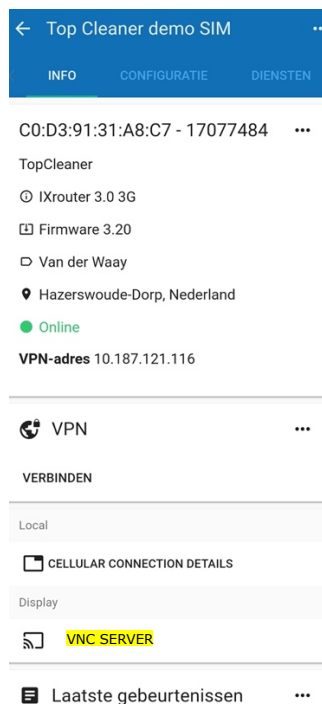 Top Cleaner demo SIM
INFO CONFIGURATIE DIENSTEN
C0:D3:91:31:A8:C7 - 17077484
TopCleaner
IXrouter 3.0 3G
Firmware 3.20
Van der Waay
Hazerswoude-Dorp, Nederland
Online
VPN-adres 10.187.121.116
VPN
VERBINDEN
Local
CELLULAR CONNECTION DETAILS
Display
VNC SERVER
Laatste gebeurtenissen